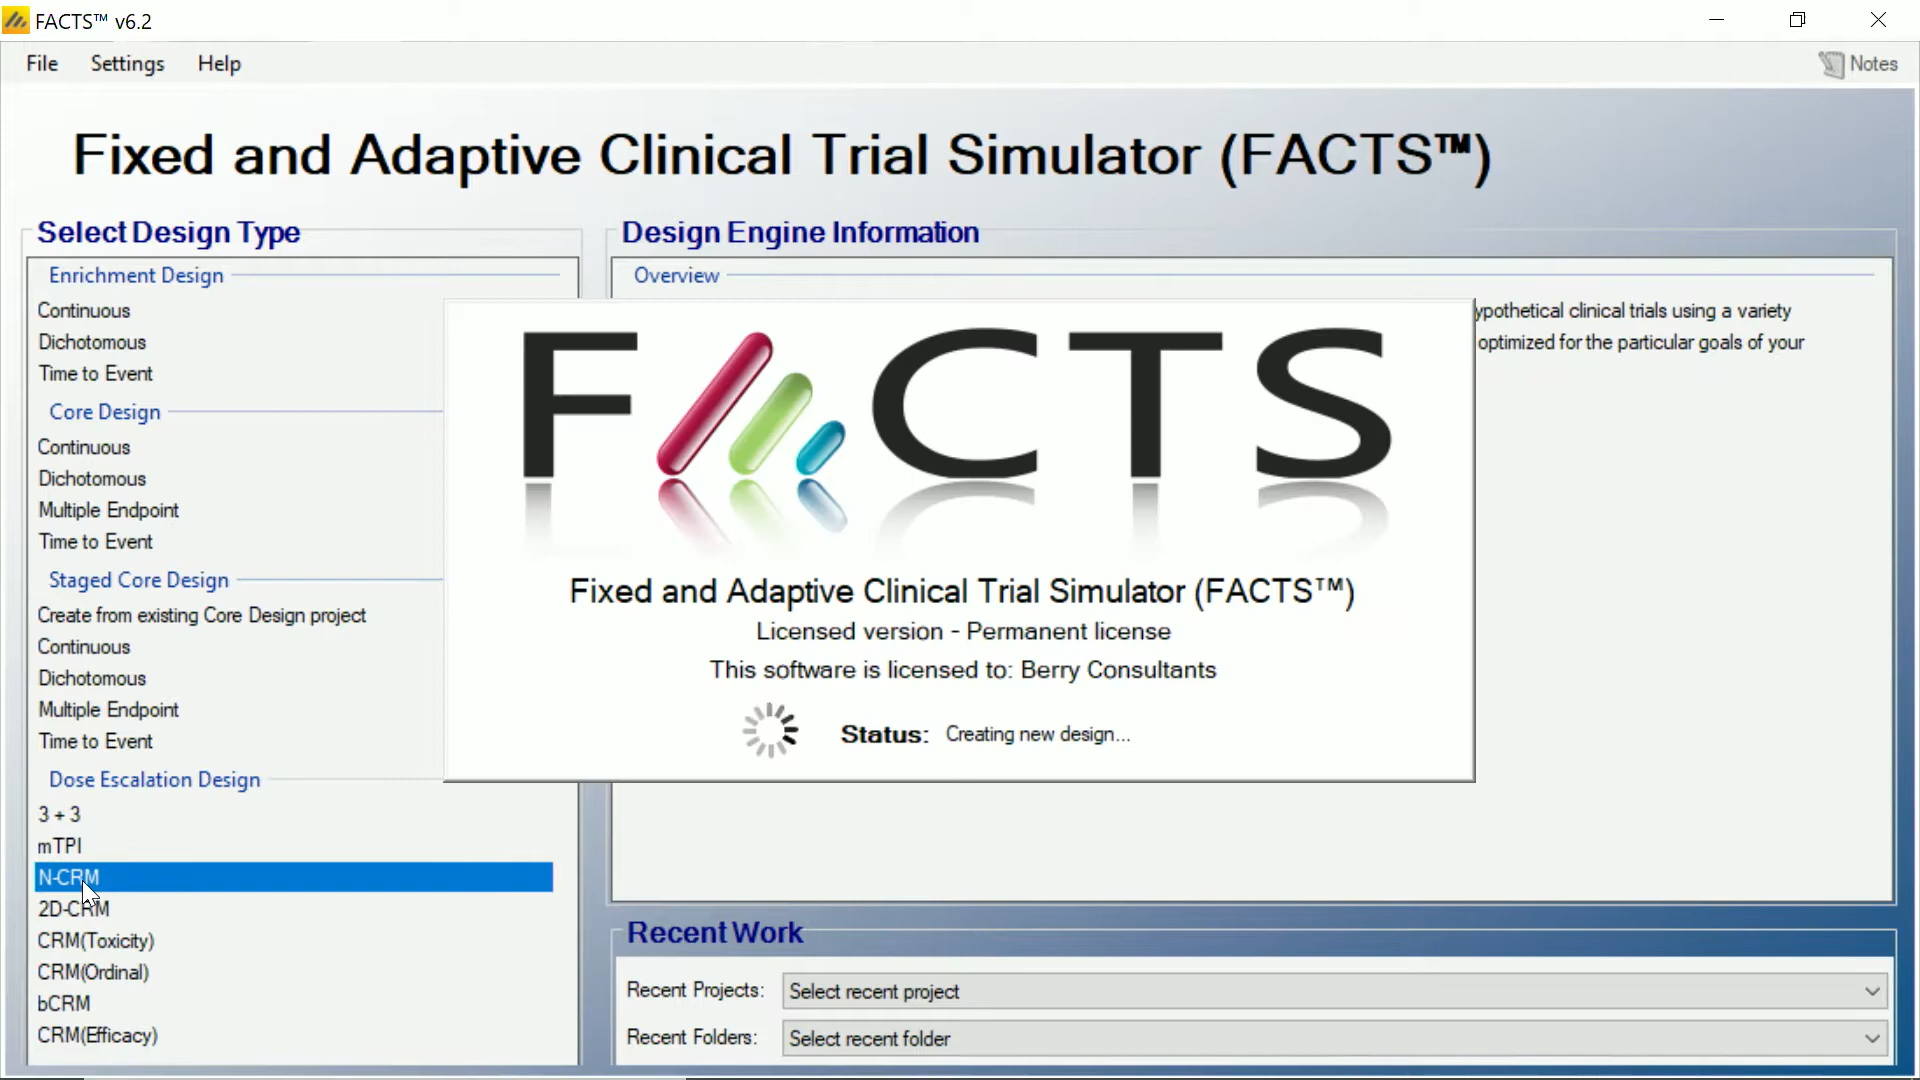 FACTS™ v6.2
File Settings Help Notes
Fixed and Adaptive Clinical Trial Simulator (FACTS™)
Select Design Type
Enrichment Design
Continuous
Dichotomous
Time to Event
Core Design
Continuous
Dichotomous
Multiple Endpoint
Time to Event
Staged Core Design
Create from existing Core Design project
Continuous
Dichotomous
Multiple Endpoint
Time to Event
Dose Escalation Design
3 + 3
mTPI
N-CRM
2D-CRM
CRM(Toxicity)
CRM(Ordinal)
bCRM
CRM(Efficacy)
Design Engine Information
Overview
ypothetical clinical trials using a variety
optimized for the particular goals of your
FACTS
Fixed and Adaptive Clinical Trial Simulator (FACTS™)
Licensed version - Permanent license
This software is licensed to: Berry Consultants
Status: Creating new design...
Recent Work
Recent Projects: Select recent project
Recent Folders: Select recent folder